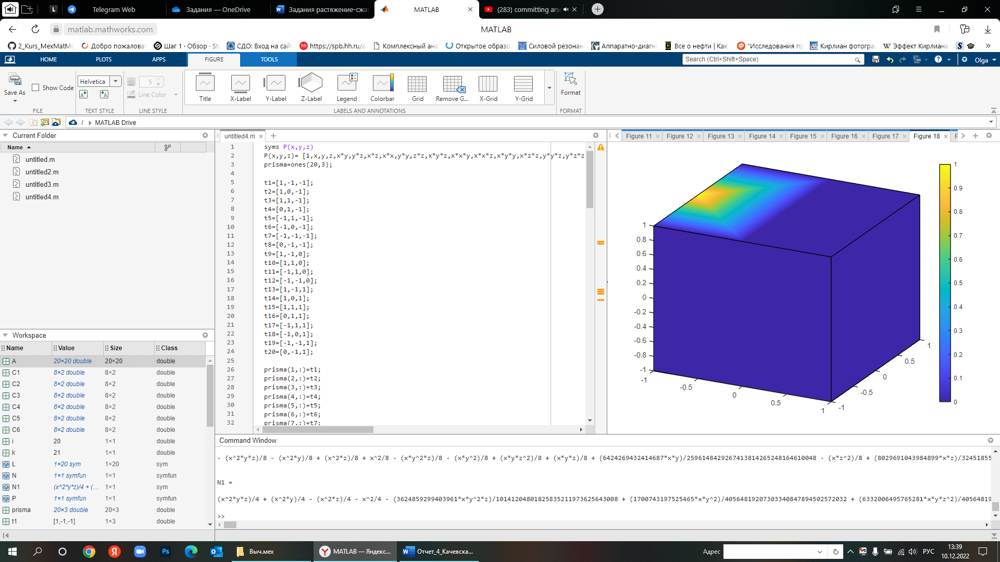 Telegram Web
Задания — OneDrive
Задания растяжение-сжат
MATLAB
(283) committing arso
matlab.mathworks.com
MATLAB
2_Kurs_MexMatMo
Добро пожаловат
Шаг 1 · Обзор · Ste
СДО: Вход на сайт
https://spb.hh.ru/a
Комплексный ана
Открытое образо
Силовой резонан
Аппаратно-диагн
Все о нефти | Как
"Исследования пр
Кирлиан фотограс
Эффект Кирлиана
HOME
PLOTS
APPS
FIGURE
TOOLS
Search (Ctrl+Shift+Space)
Olga
Save As
Show Code
Helvetica
5
Line Color
Title
X-Label
Y-Label
Z-Label
Legend
Colorbar
Grid
Remove G...
X-Grid
Y-Grid
Format
FILE
TEXT STYLE
LINE STYLE
LABELS AND ANNOTATIONS
FORMAT
/ › MATLAB Drive
Current Folder
Name
untitled.m
untitled2.m
untitled3.m
untitled4.m
Workspace
Name Value Size Class
A 20×20 double 20×20 double
C1 8×2 double 8×2 double
C2 8×2 double 8×2 double
C3 8×2 double 8×2 double
C4 8×2 double 8×2 double
C5 8×2 double 8×2 double
C6 8×2 double 8×2 double
i 20 1×1 double
k 21 1×1 double
L 1×20 sym 1×20 sym
N 1×1 symfun 1×1 symfun
N1 (x^2*y*z)/4 + (... 1×1 sym
P 1×1 symfun 1×1 symfun
prisma 20×3 double 20×3 double
t1 [1,-1,-1] 1×3 double
untitled4.m
1 syms P(x,y,z)
2 P(x,y,z)= [1,x,y,z,x*y,y*z,x*z,x*x,y*y,z*z,x*y*z,x*x*y,x*x*z,x*y*y,x*z*z,y*y*z,y*z*z
3 prisma=ones(20,3);
4
5 t1=[1,-1,-1];
6 t2=[1,0,-1];
7 t3=[1,1,-1];
8 t4=[0,1,-1];
9 t5=[-1,1,-1];
10 t6=[-1,0,-1];
11 t7=[-1,-1,-1];
12 t8=[0,-1,-1];
13 t9=[1,-1,0];
14 t10=[1,1,0];
15 t11=[-1,1,0];
16 t12=[-1,-1,0];
17 t13=[1,-1,1];
18 t14=[1,0,1];
19 t15=[1,1,1];
20 t16=[0,1,1];
21 t17=[-1,1,1];
22 t18=[-1,0,1];
23 t19=[-1,-1,1];
24 t20=[0,-1,1];
25
26 prisma(1,:)=t1;
27 prisma(2,:)=t2;
28 prisma(3,:)=t3;
29 prisma(4,:)=t4;
30 prisma(5,:)=t5;
31 prisma(6,:)=t6;
32 prisma(7,:)=t7;
Figure 11
Figure 12
Figure 13
Figure 14
Figure 15
Figure 16
Figure 17
Figure 18
F
1
0.8
0.6
0.4
0.2
0
-0.2
-0.4
-0.6
-0.8
-1
-1
-0.5
0
0.5
1
-1
-0.5
0
0.5
1
1
0.9
0.8
0.7
0.6
0.5
0.4
0.3
0.2
0.1
0
Command Window
- (x^2*y*z)/8 - (x^2*y)/8 + (x^2*z)/8 + x^2/8 - (x*y^2*z)/8 - (x*y^2)/8 + (x*y*z^2)/8 + (x*y*z)/8 + (6424269432414687*x*y)/2596148429267413814265248164610048 - (x*z^2)/8 + (8029691043984899*x*z)/32451855
N1 =
(x^2*y*z)/4 + (x^2*y)/4 - (x^2*z)/4 - x^2/4 - (3624859299403961*x*y^2*z)/10141204801825835211973625643008 + (1700743197525465*x*y^2)/40564819207303340847894502572032 + (6332006495765281*x*y*z^2)/40564819
>>
Выч.мех
MATLAB — Яндекс...
Отчет_4_Качевска...
Адрес
РУС
13:39
10.12.2022